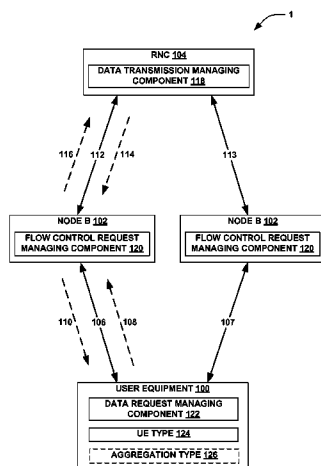 1
RNC 104
DATA TRANSMISSION MANAGING
COMPONENT 118
116
112
114
113
NODE B 102
FLOW CONTROL REQUEST
MANAGING COMPONENT 120
NODE B 102
FLOW CONTROL REQUEST
MANAGING COMPONENT 120
110
106
108
107
USER EQUIPMENT 100
DATA REQUEST MANAGING
COMPONENT 122
UE TYPE 124
AGGREGATION TYPE 126